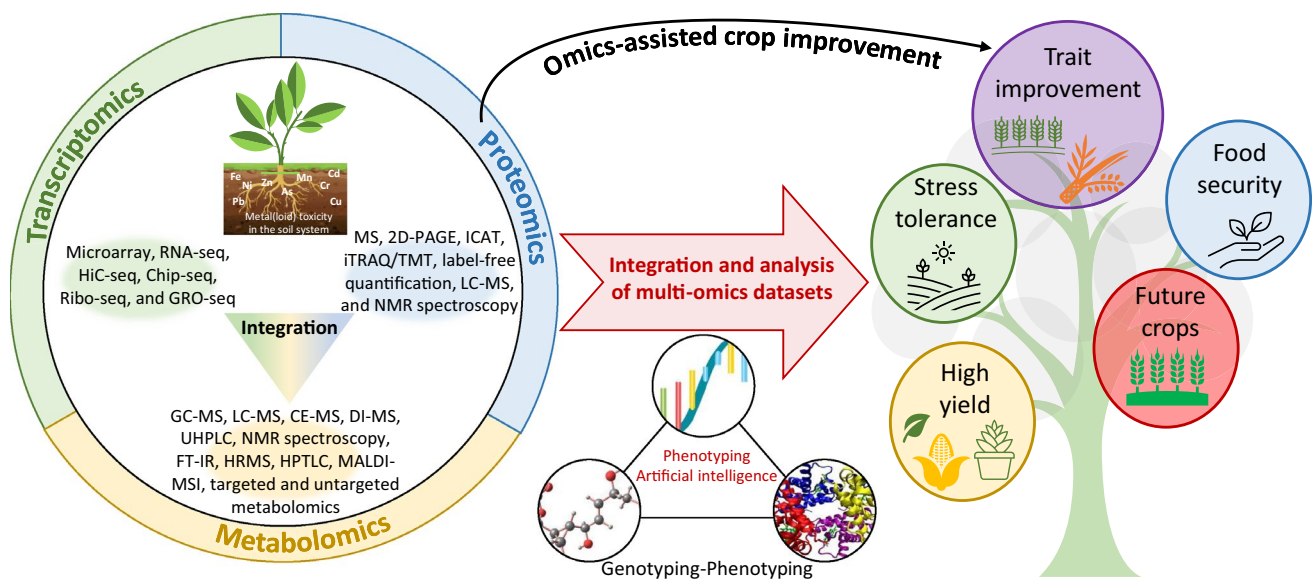 Transcriptomics
Proteomics
Metabolomics
Fe
Ni
Zn
Mn
Cd
As
Cr
Pb
Cu
Metal(loid) toxicity
in the soil system
Microarray, RNA-seq,
HiC-seq, Chip-seq,
Ribo-seq, and GRO-seq
MS, 2D-PAGE, ICAT,
iTRAQ/TMT, label-free
quantification, LC-MS,
and NMR spectroscopy
Integration
GC-MS, LC-MS, CE-MS, DI-MS,
UHPLC, NMR spectroscopy,
FT-IR, HRMS, HPTLC, MALDI-
MSI, targeted and untargeted
metabolomics
Omics-assisted crop improvement
Integration and analysis
of multi-omics datasets
Phenotyping
Artificial intelligence
Genotyping-Phenotyping
Trait
improvement
Food
security
Stress
tolerance
Future
crops
High
yield